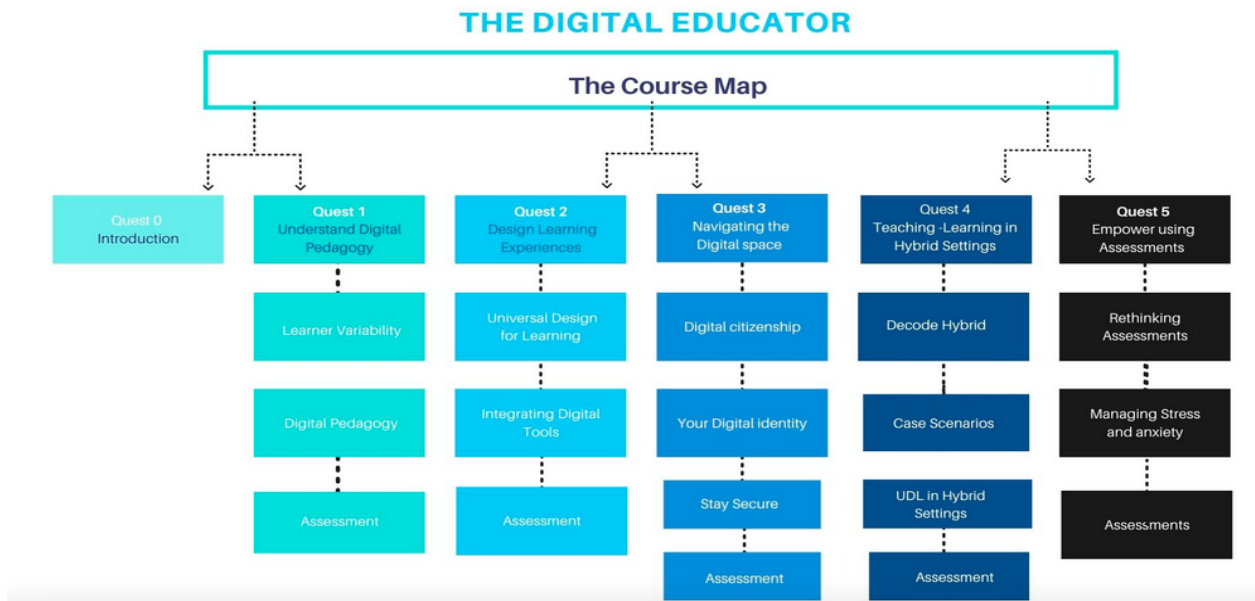 THE DIGITAL EDUCATOR
The Course Map
Quest 0
Introduction
Quest 1
Understand Digital
Pedagogy
Learner Variability
Digital Pedagogy
Assessment
Quest 2
Design Learning
Experiences
Universal Design
for Learning
Integrating Digital
Tools
Assessment
Quest 3
Navigating the
Digital space
Digital citizenship
Your Digital identity
Stay Secure
Assessment
Quest 4
Teaching -Learning in
Hybrid Settings
Decode Hybrid
Case Scenarios
UDL in Hybrid
Settings
Assessment
Quest 5
Empower using
Assessments
Rethinking
Assessments
Managing Stress
and anxiety
Assessments